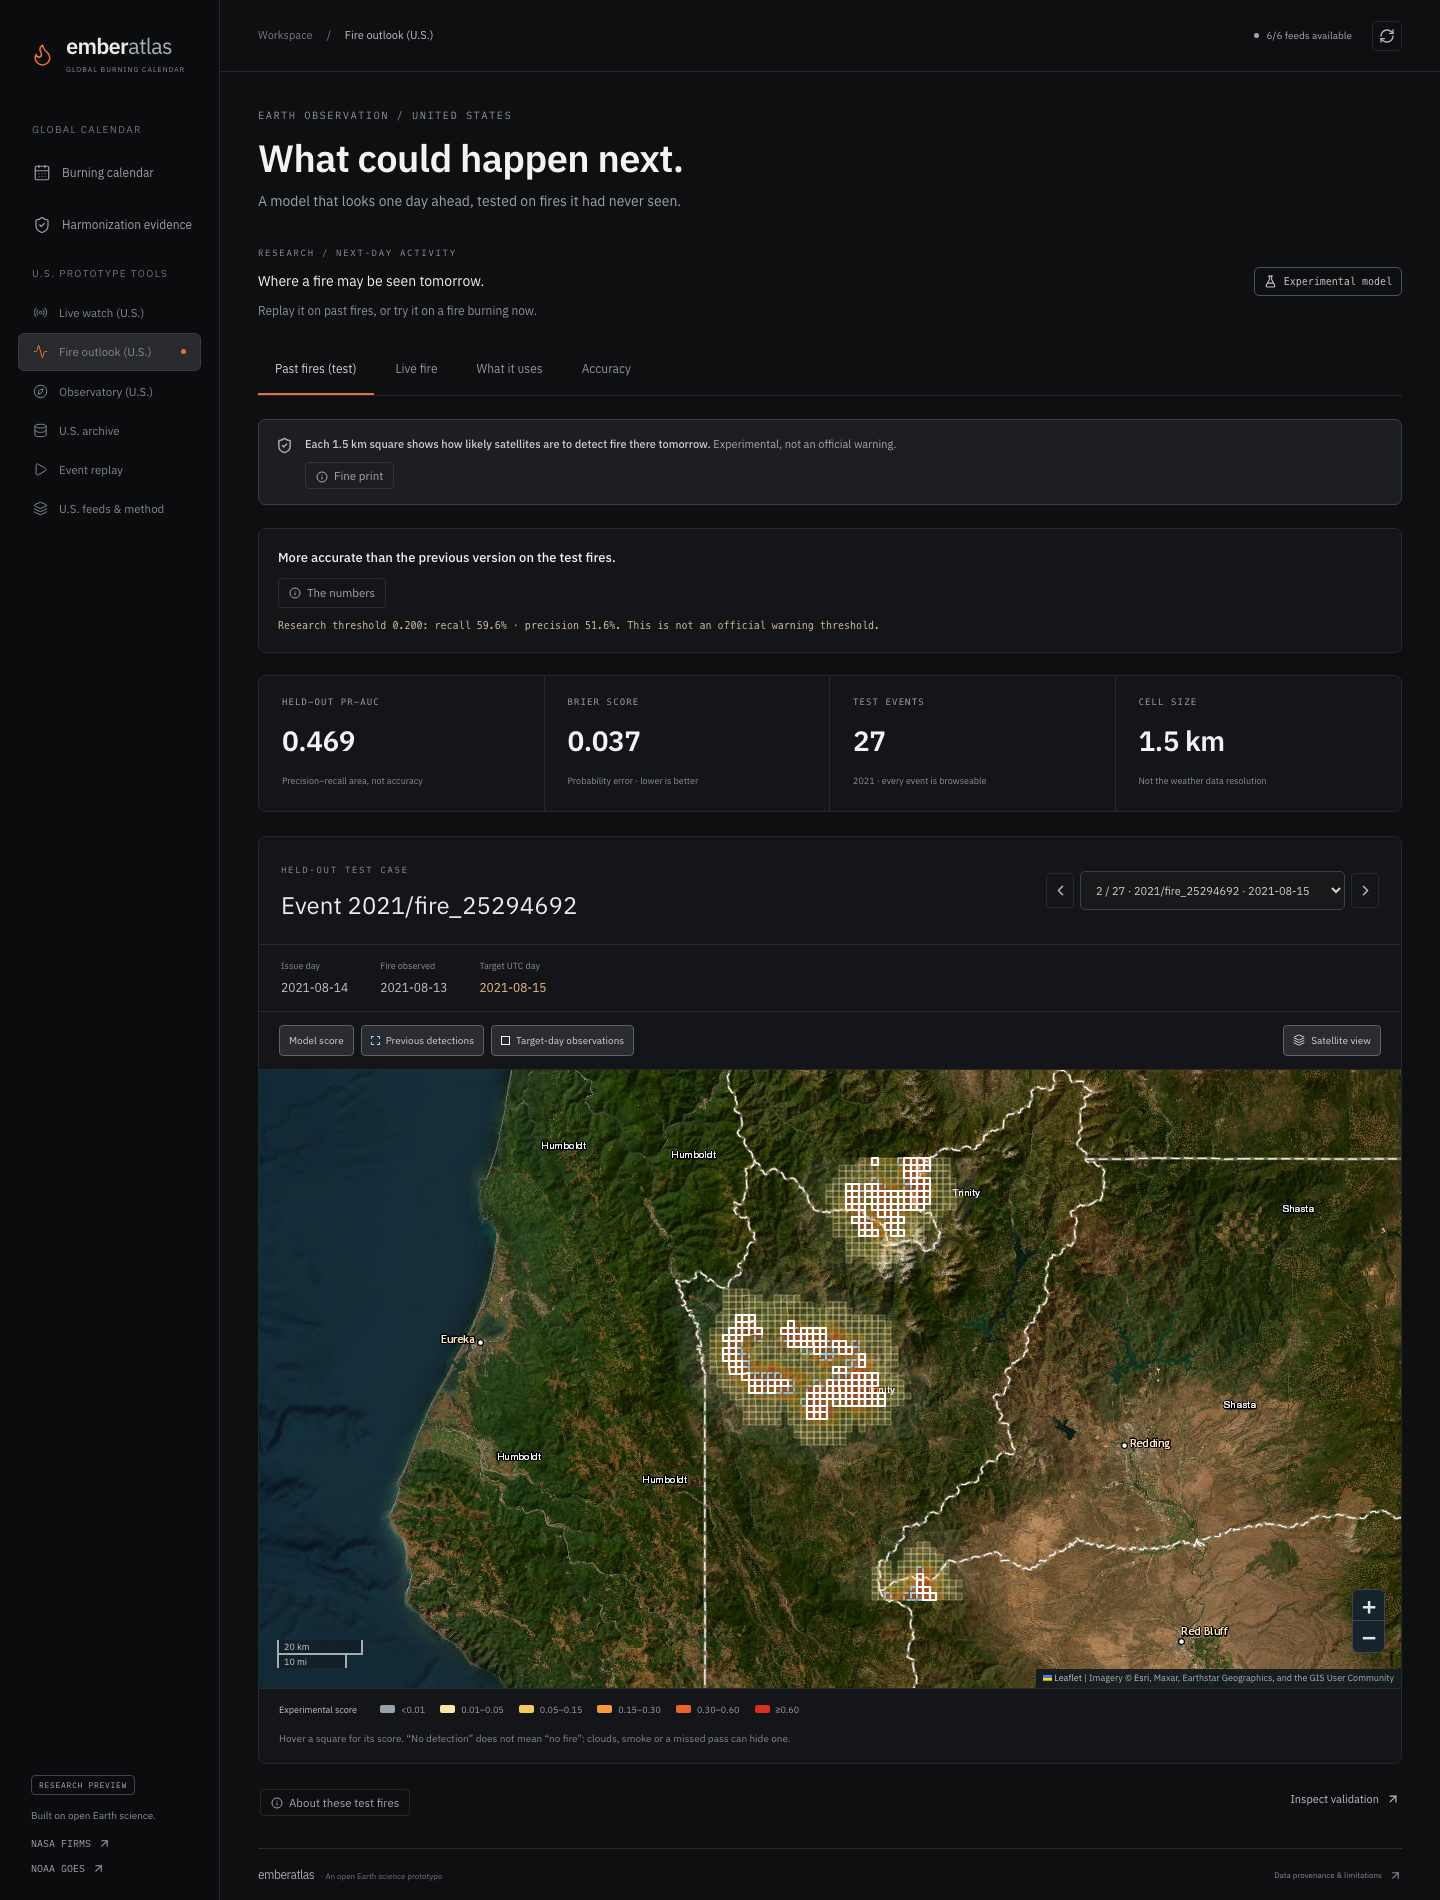 emberatlas
GLOBAL BURNING CALENDAR
GLOBAL CALENDAR
Burning calendar
Harmonization evidence
U.S. PROTOTYPE TOOLS
Live watch (U.S.)
Fire outlook (U.S.)
Observatory (U.S.)
U.S. archive
Event replay
U.S. feeds & method
RESEARCH PREVIEW
Built on open Earth science.
NASA FIRMS
NOAA GOES
Workspace / Fire outlook (U.S.)
6/6 feeds available
EARTH OBSERVATION / UNITED STATES
What could happen next.
A model that looks one day ahead, tested on fires it had never seen.
RESEARCH / NEXT-DAY ACTIVITY
Where a fire may be seen tomorrow.
Replay it on past fires, or try it on a fire burning now.
Experimental model
Past fires (test) Live fire What it uses Accuracy
Each 1.5 km square shows how likely satellites are to detect fire there tomorrow. Experimental, not an official warning.
Fine print
More accurate than the previous version on the test fires.
The numbers
Research threshold 0.200: recall 59.6% · precision 51.6%. This is not an official warning threshold.
HELD-OUT PR-AUC
0.469
Precision–recall area, not accuracy
BRIER SCORE
0.037
Probability error · lower is better
TEST EVENTS
27
2021 · every event is browseable
CELL SIZE
1.5 km
Not the weather data resolution
HELD-OUT TEST CASE
Event 2021/fire_25294692
2 / 27 · 2021/fire_25294692 · 2021-08-15
Issue day
2021-08-14
Fire observed
2021-08-13
Target UTC day
2021-08-15
Model score Previous detections Target-day observations Satellite view
Humboldt
Humboldt
Trinity
Shasta
Eureka
Shasta
Redding
Humboldt
Humboldt
Red Bluff
+
−
20 km
10 mi
Leaflet | Imagery © Esri, Maxar, Earthstar Geographics, and the GIS User Community
Experimental score <0.01 0.01–0.05 0.05–0.15 0.15–0.30 0.30–0.60 ≥0.60
Hover a square for its score. “No detection” does not mean “no fire”: clouds, smoke or a missed pass can hide one.
About these test fires
Inspect validation
emberatlas · An open Earth science prototype
Data provenance & limitations